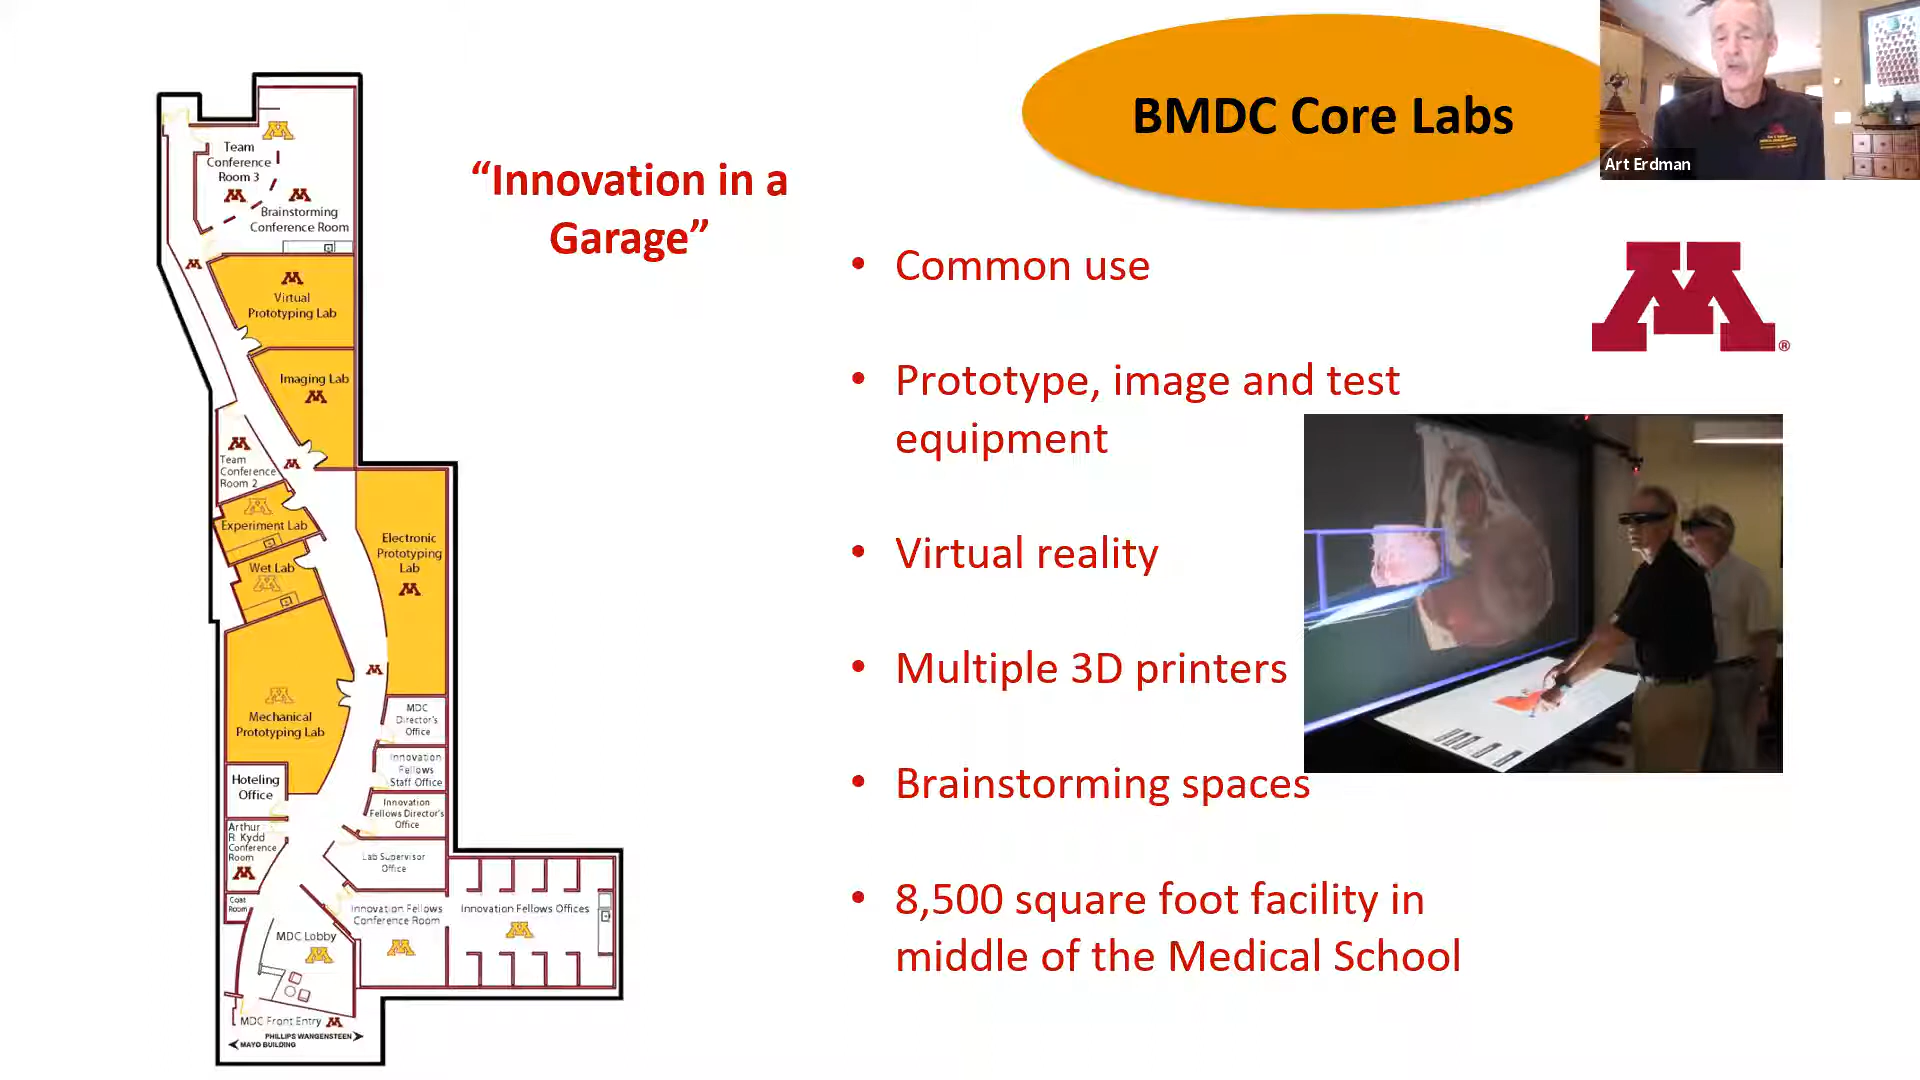 BMDC Core Labs
Art Erdman
“Innovation in a
Garage”
• Common use
• Prototype, image and test
equipment
• Virtual reality
• Multiple 3D printers
• Brainstorming spaces
• 8,500 square foot facility in
middle of the Medical School
M
®
Team
Conference
Room 3
Brainstorming
Conference Room
Virtual
Prototyping Lab
Imaging Lab
Team
Conference
Room 2
Experiment Lab
Wet Lab
Electronic
Prototyping
Lab
Mechanical
Prototyping Lab
MDC
Director's
Office
Innovation
Fellows
Staff Office
Innovation
Fellows Director's
Office
Hoteling
Office
Arthur
R. Kydd
Conference
Room
Lab Supervisor
Office
Coat
Room
Innovation Fellows
Conference Room
Innovation Fellows Offices
MDC Lobby
MDC Front Entry
PHILLIPS WANGENSTEEN
MAYO BUILDING